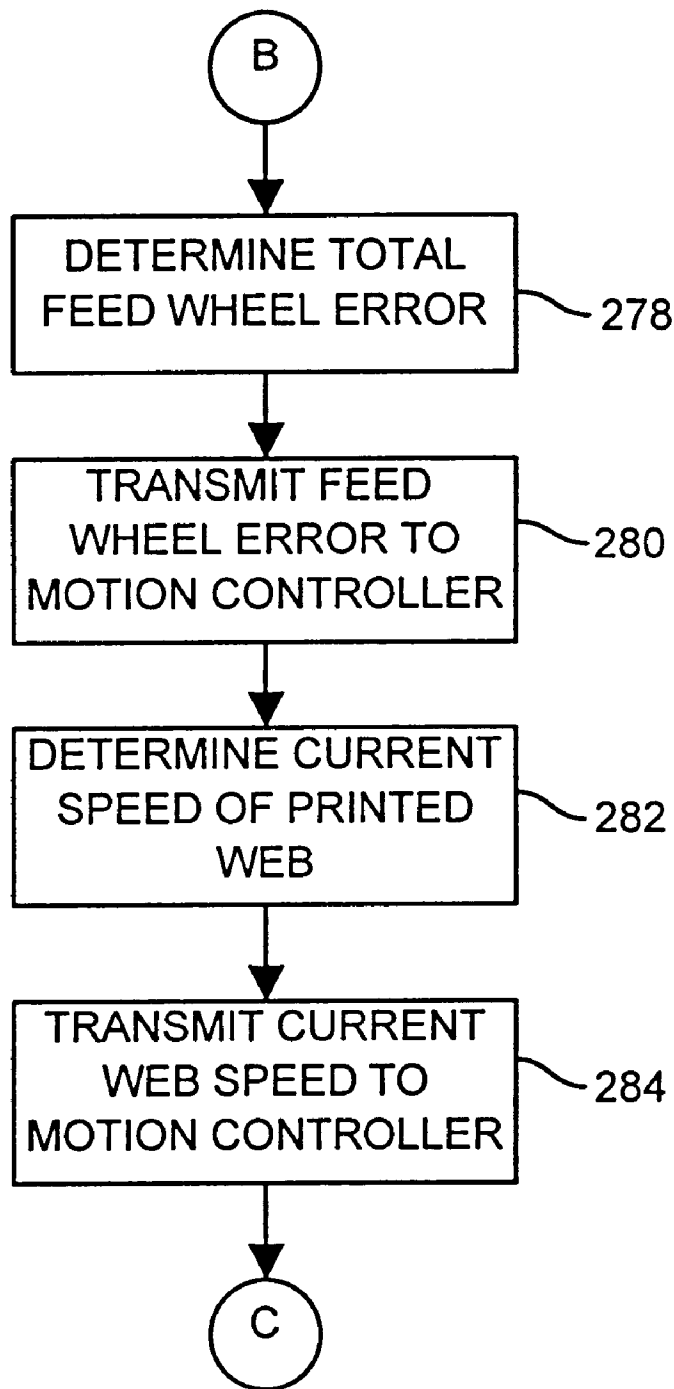 B
DETERMINE TOTAL
FEED WHEEL ERROR
278
TRANSMIT FEED
WHEEL ERROR TO
MOTION CONTROLLER
280
DETERMINE CURRENT
SPEED OF PRINTED
WEB
282
TRANSMIT CURRENT
WEB SPEED TO
MOTION CONTROLLER
284
C